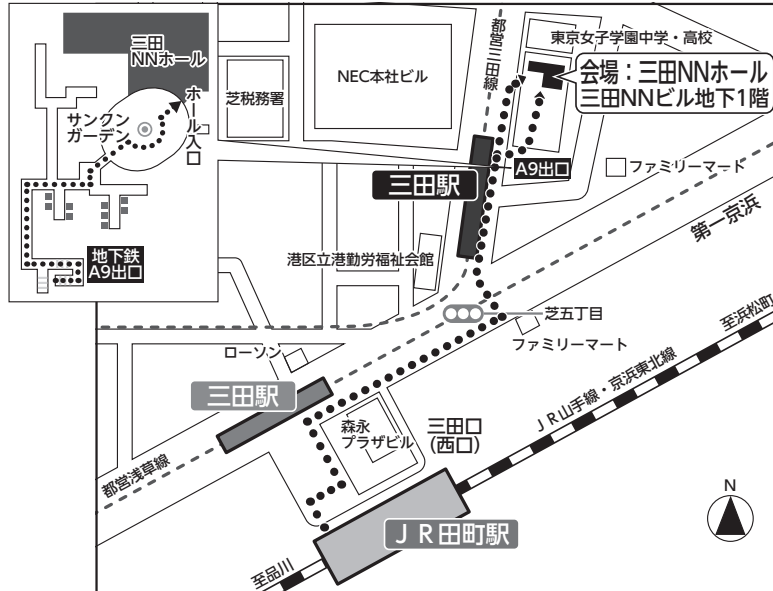 三田
NNホール
サンクン
ガーデン
ホール入口
地下鉄
A9出口
芝税務署
NEC本社ビル
都営三田線
東京女子学園中学・高校
会場：三田NNホール
三田NNビル地下1階
A9出口
三田駅
ファミリーマート
第一京浜
港区立港勤労福祉会館
芝五丁目
ファミリーマート
至浜松町
ローソン
三田駅
JR山手線・京浜東北線
森永
プラザビル
三田口
(西口)
都営浅草線
JR田町駅
至品川
N